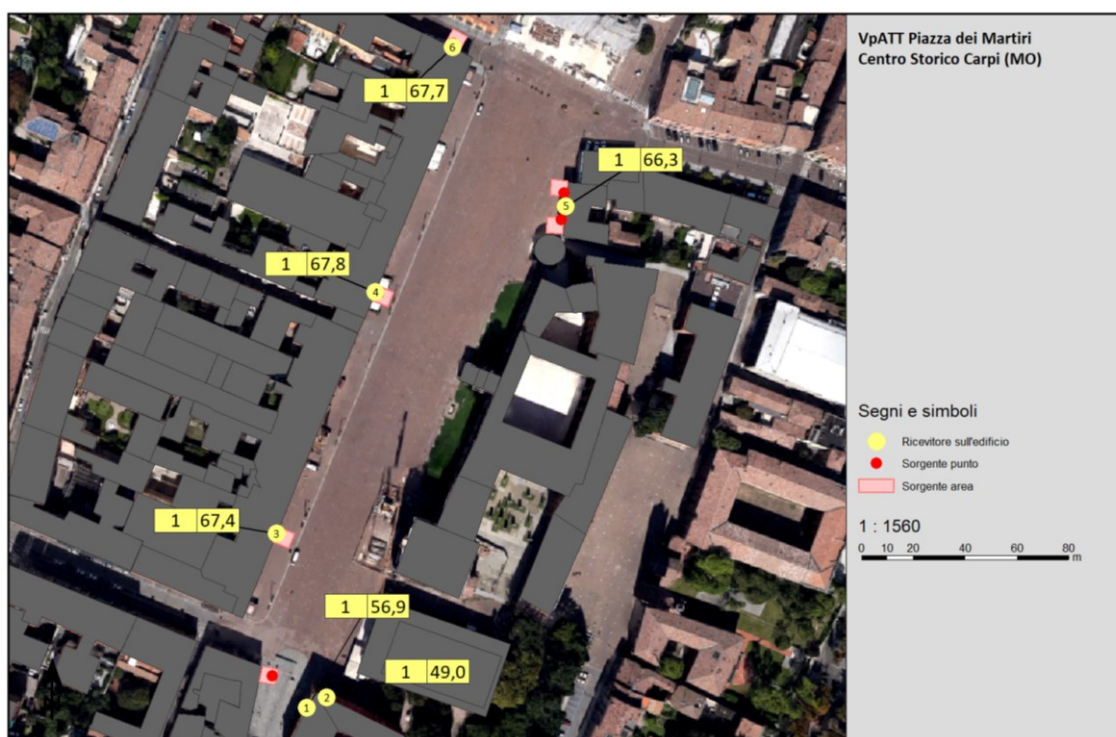 VpATT Piazza dei Martiri
Centro Storico Carpi (MO)
6
1 67,7
1 66,3
5
1 67,8
4
1 67,4
3
1 56,9
1 49,0
2
1
Segni e simboli
Ricevitore sull'edificio
Sorgente punto
Sorgente area
1 : 1560
0 10 20 40 60 80
m